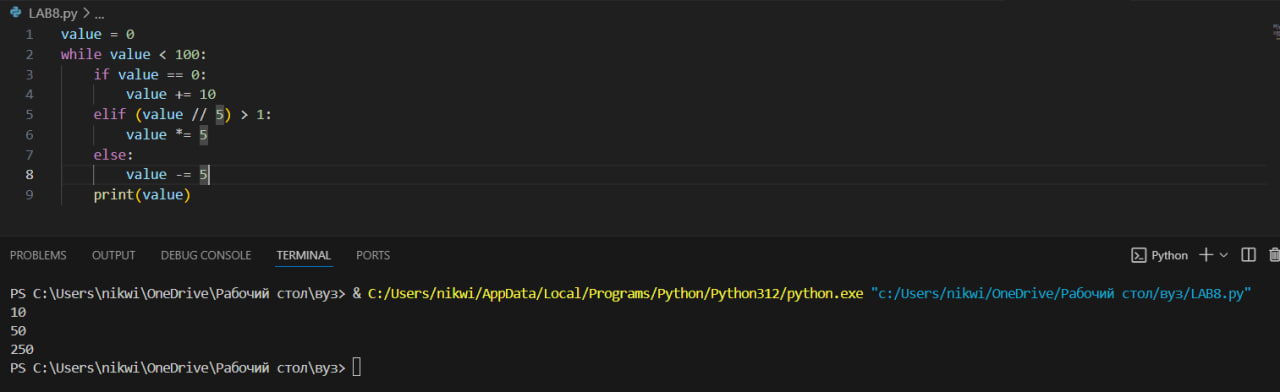 LAB8.py > ...
1 value = 0
2 while value < 100:
3     if value == 0:
4         value += 10
5     elif (value // 5) > 1:
6         value *= 5
7     else:
8         value -= 5
9     print(value)
PROBLEMS OUTPUT DEBUG CONSOLE TERMINAL PORTS Python
PS C:\Users\nikwi\OneDrive\Рабочий стол\вуз> & C:/Users/nikwi/AppData/Local/Programs/Python/Python312/python.exe "c:/Users/nikwi/OneDrive/Рабочий стол/вуз/LAB8.py"
10
50
250
PS C:\Users\nikwi\OneDrive\Рабочий стол\вуз>